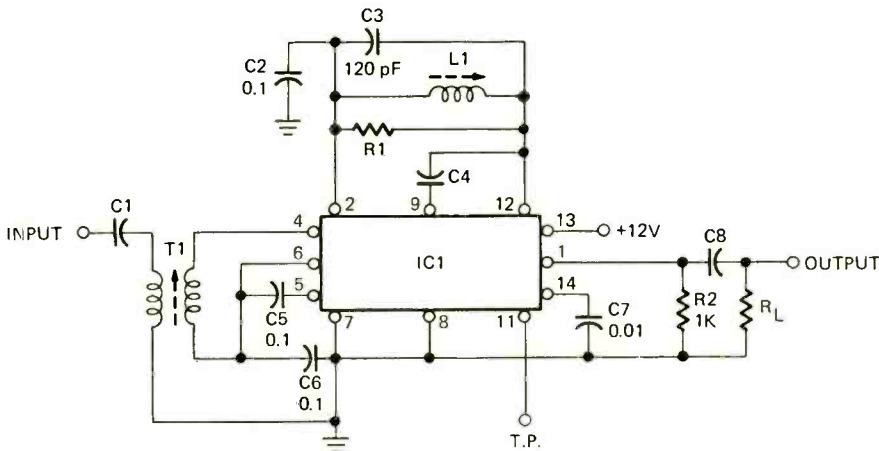 C3
120 pF
C2
0.1
L1
R1
C4
2
9
12
C1
INPUT
T1
4
6
5
IC1
13
+12V
1
14
C8
OUTPUT
C5
0.1
7
8
11
C7
0.01
R2
1K
RL
C6
0.1
T.P.